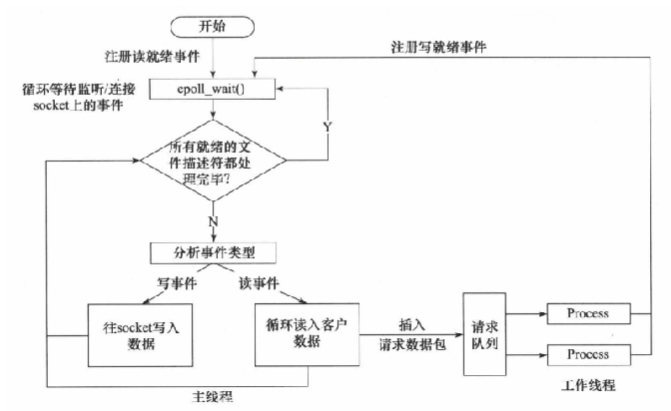 开始
注册读就绪事件
注册写就绪事件
循环等待监听/连接
socket上的事件
epoll_wait()
Y
所有就绪的文
件描述符都处
理完毕?
N
分析事件类型
写事件
读事件
往socket写入
数据
循环读入客户
数据
插入
请求数据包
请求
队列
Process
Process
主线程
工作线程